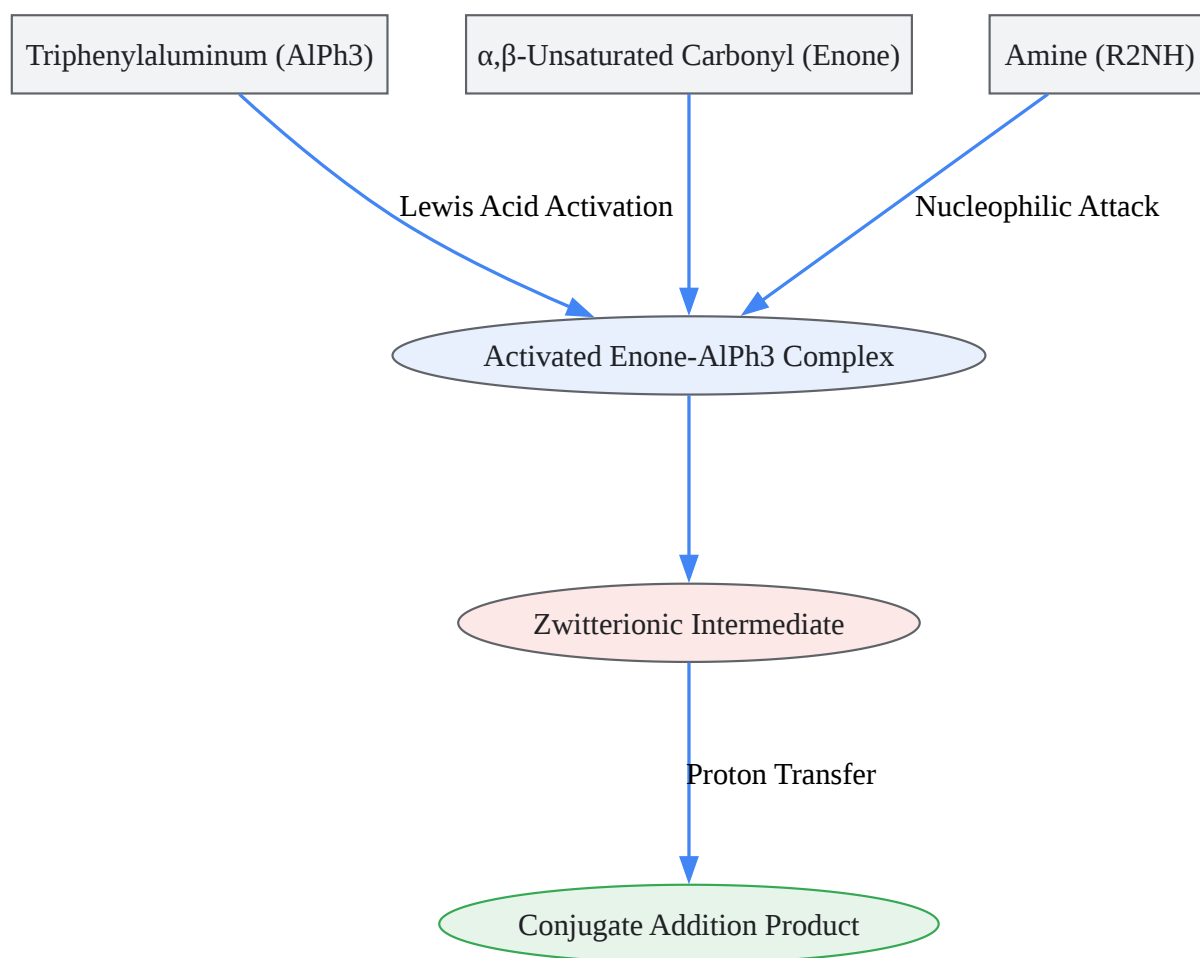 Triphenylaluminum (AlPh3)
α,β-Unsaturated Carbonyl (Enone)
Amine (R2NH)
Lewis Acid Activation
Nucleophilic Attack
Activated Enone-AlPh3 Complex
Zwitterionic Intermediate
Proton Transfer
Conjugate Addition Product